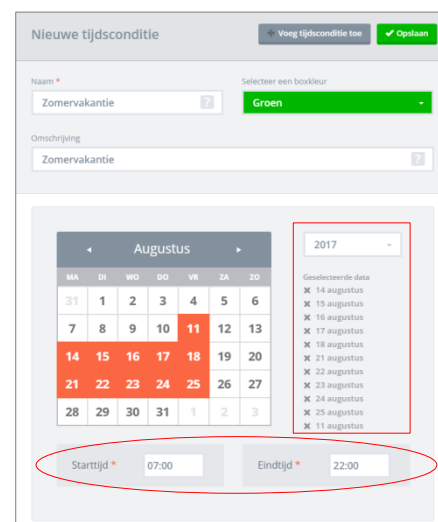 Nieuwe tijdsconditie
Voeg tijdsconditie toe
Opslaan
Naam *
Selecteer een boxkleur
Zomervakantie ?
Groen
Omschrijving
Zomervakantie ?
Augustus
2017
MA DI WO DO VR ZA ZO
31 1 2 3 4 5 6
7 8 9 10 11 12 13
14 15 16 17 18 19 20
21 22 23 24 25 26 27
28 29 30 31 1 2 3
Geselecteerde data
14 augustus
15 augustus
16 augustus
17 augustus
18 augustus
21 augustus
22 augustus
23 augustus
24 augustus
25 augustus
11 augustus
Starttijd * 07:00
Eindtijd * 22:00